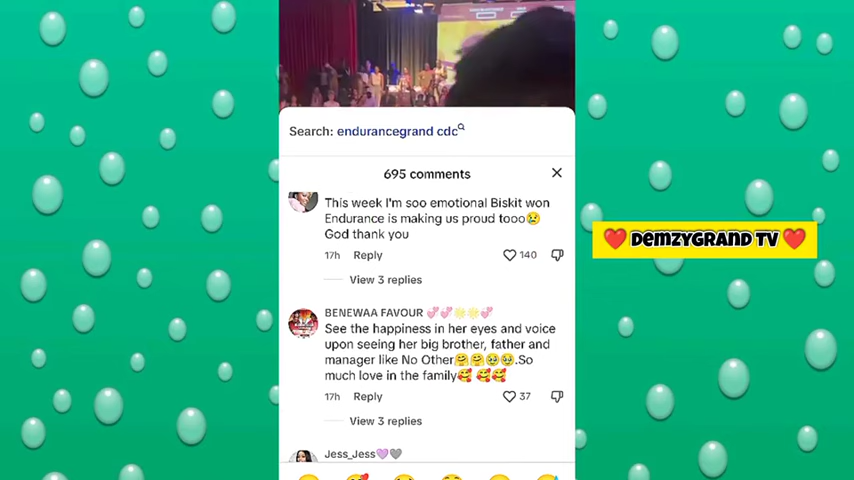 Search: endurancegrand cdc
695 comments
This week I'm soo emotional Biskit won
Endurance is making us proud tooo😢
God thank you
17h Reply 140
View 3 replies
BENEWAA FAVOUR 💞💞🌟🌟💞
See the happiness in her eyes and voice
upon seeing her big brother, father and
manager like No Other🤗🤗🥹🥹.So
much love in the family🥰 🥰🥰
17h Reply 37
View 3 replies
Jess_Jess💜🩶
❤️ DEMZYGRAND TV ❤️